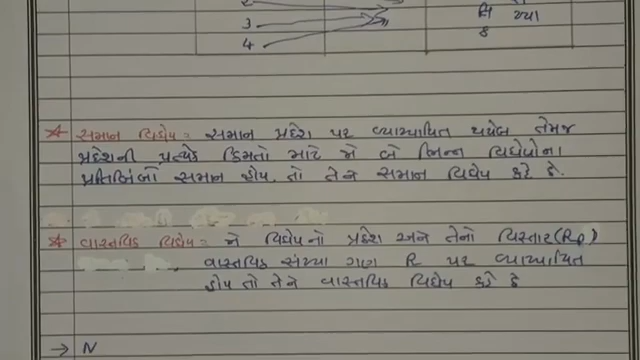 3
4
ક્યા
☆ સમાન વિધેય = સમાન પ્રદેશ પર વ્યાખ્યાયિત થયેલ તેમજ
પ્રદેશની પ્રત્યેક કિંમતો માટે જો બે ભિન્ન વિધેયોના
પ્રતિબિંબો સમાન હોય, તો તેને સમાન વિધેય કહે છે.
☆ વાસ્તવિક વિધેય = જો વિધેયનો પ્રદેશ અને તેનો વિસ્તાર (Rf)
વાસ્તવિક સંખ્યા ગણ R પર વ્યાખ્યાયિત
હોય તો તેને વાસ્તવિક વિધેય કહે છે
→ N